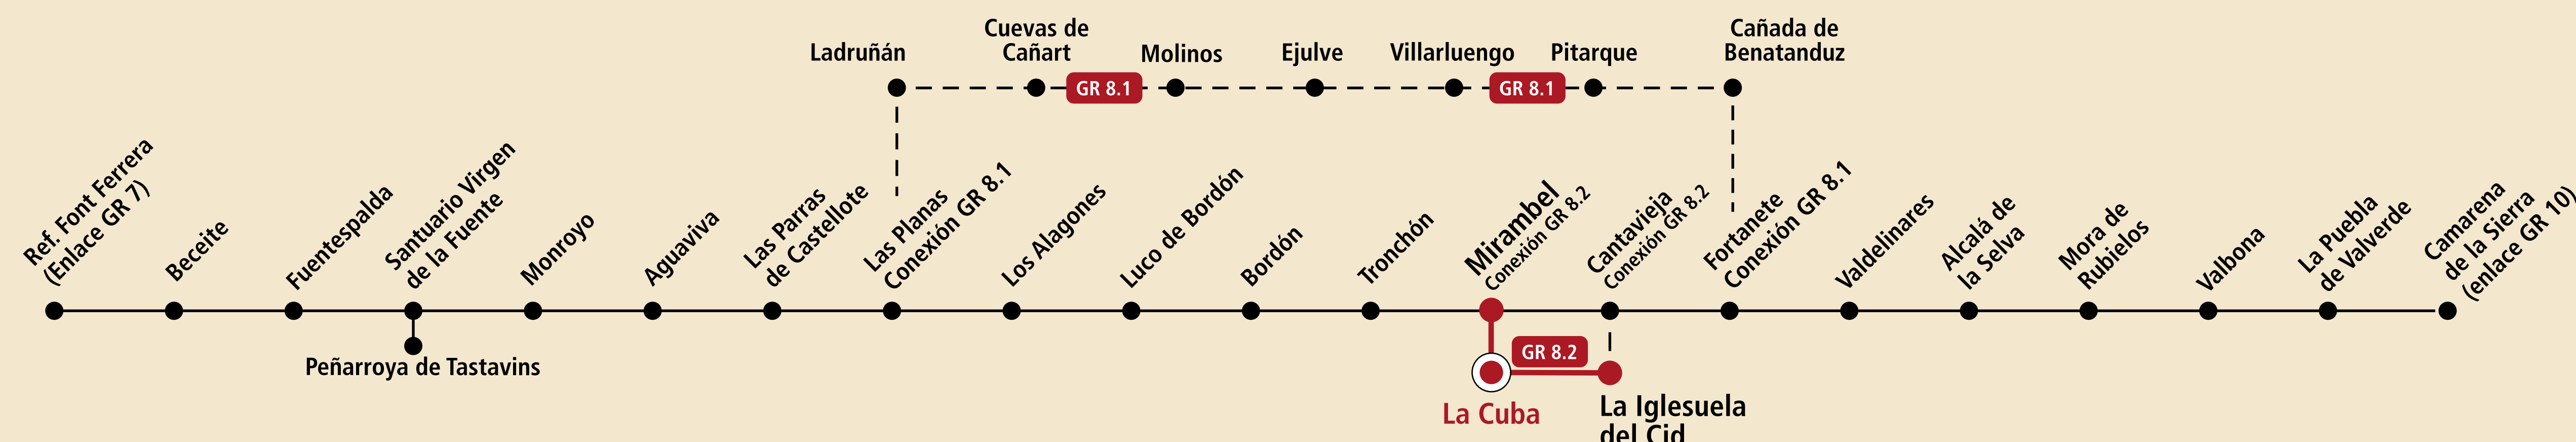 Ladruñán
Cuevas de
Cañart
Molinos
Ejulve
Villarluengo
Pitarque
Cañada de
Benatanduz
GR 8.1
GR 8.1
Ref. Font Ferrera
(Enlace GR 7)
Beceite
Fuentespalda
Santuario Virgen
de la Fuente
Monroyo
Aguaviva
Las Parras
de Castellote
Las Planas
Conexión GR 8.1
Los Alagones
Luco de Bordón
Bordón
Tronchón
Mirambel
Conexión GR 8.2
Cantavieja
Conexión GR 8.2
Fortanete
Conexión GR 8.1
Valdelinares
Alcalá de
la Selva
Mora de
Rubielos
Valbona
La Puebla
de Valverde
Camarena
de la Sierra
(enlace GR 10)
Peñarroya de Tastavins
GR 8.2
La Cuba
La Iglesuela
del Cid